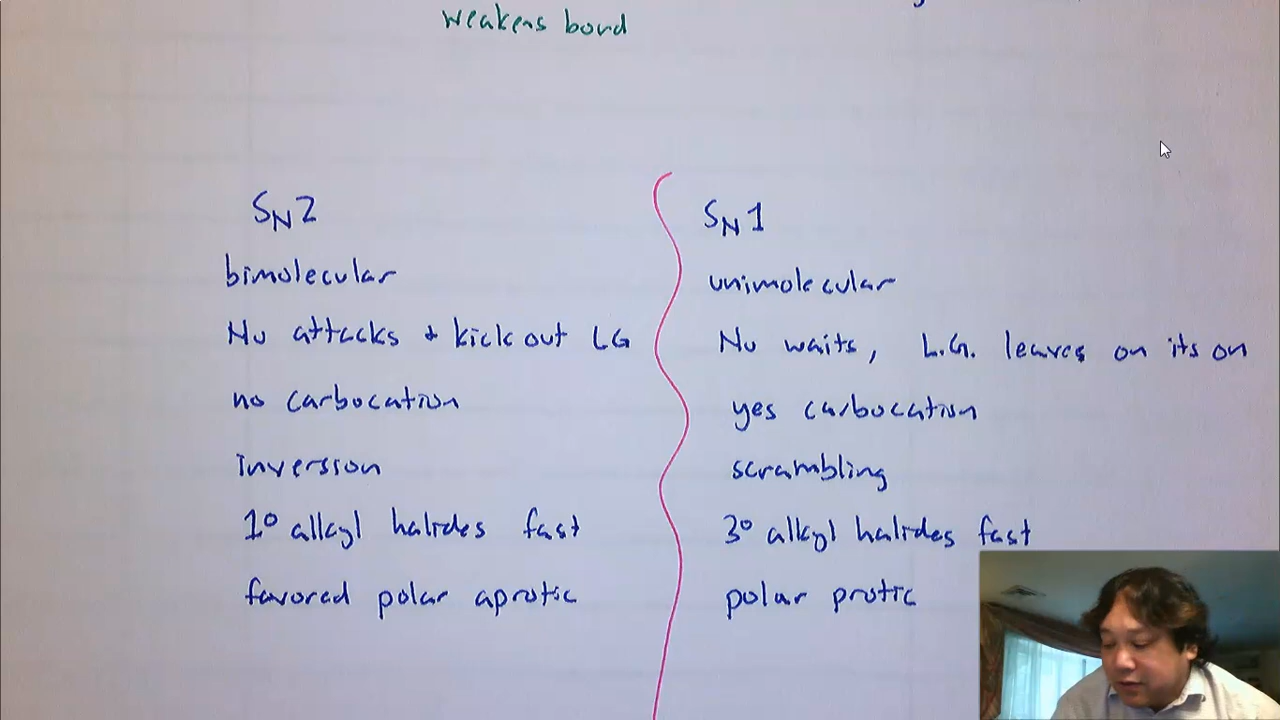 weakens bond
SN2
bimolecular
Nu attacks + kick out LG
no carbocation
inversion
1° alkyl halides fast
favored polar aprotic
SN1
unimolecular
Nu waits, L.G. leaves on its on
yes carbocation
scrambling
3° alkyl halides fast
polar protic